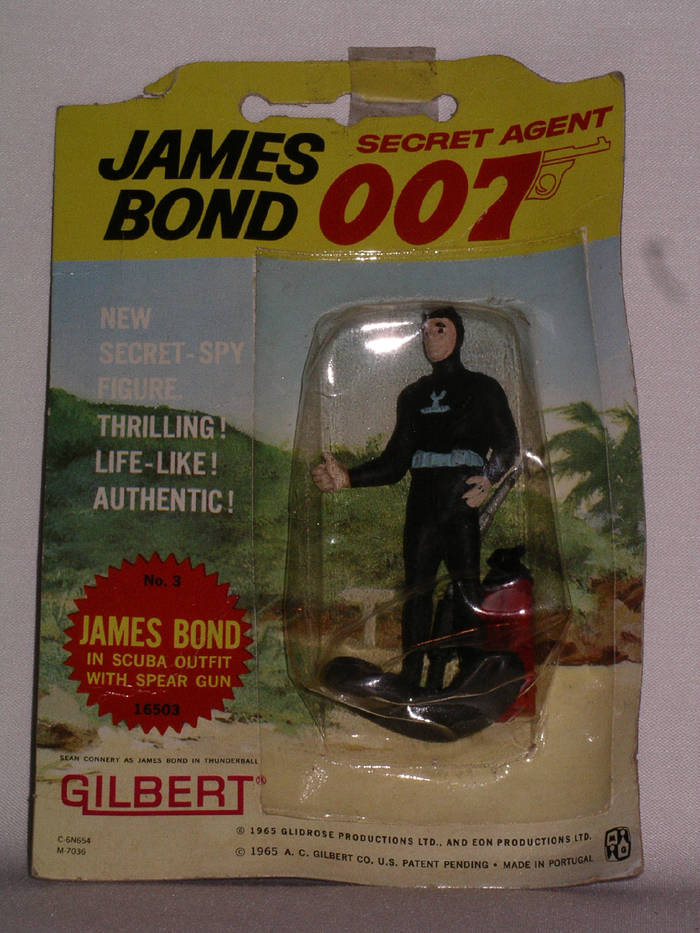 JAMES BOND
SECRET AGENT
007
NEW
SECRET-SPY
FIGURE.
THRILLING!
LIFE-LIKE!
AUTHENTIC!
No. 3
JAMES BOND
IN SCUBA OUTFIT
WITH SPEAR GUN
16503
SEAN CONNERY AS JAMES BOND IN THUNDERBALL
GILBERT®
C-6N654
M-7036
© 1965 GLIDROSE PRODUCTIONS LTD., AND EON PRODUCTIONS LTD.
© 1965 A. C. GILBERT CO. U.S. PATENT PENDING • MADE IN PORTUGAL